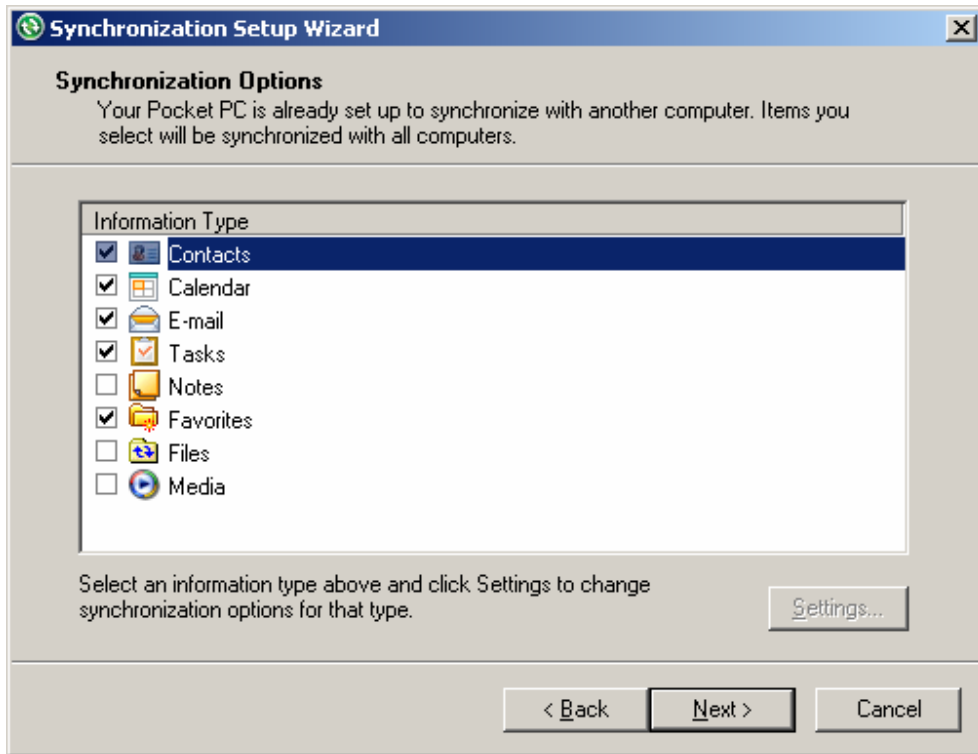 Synchronization Setup Wizard
Synchronization Options
Your Pocket PC is already set up to synchronize with another computer. Items you
select will be synchronized with all computers.
Information Type
Contacts
Calendar
E-mail
Tasks
Notes
Favorites
Files
Media
Select an information type above and click Settings to change
synchronization options for that type.
Settings...
< Back
Next >
Cancel